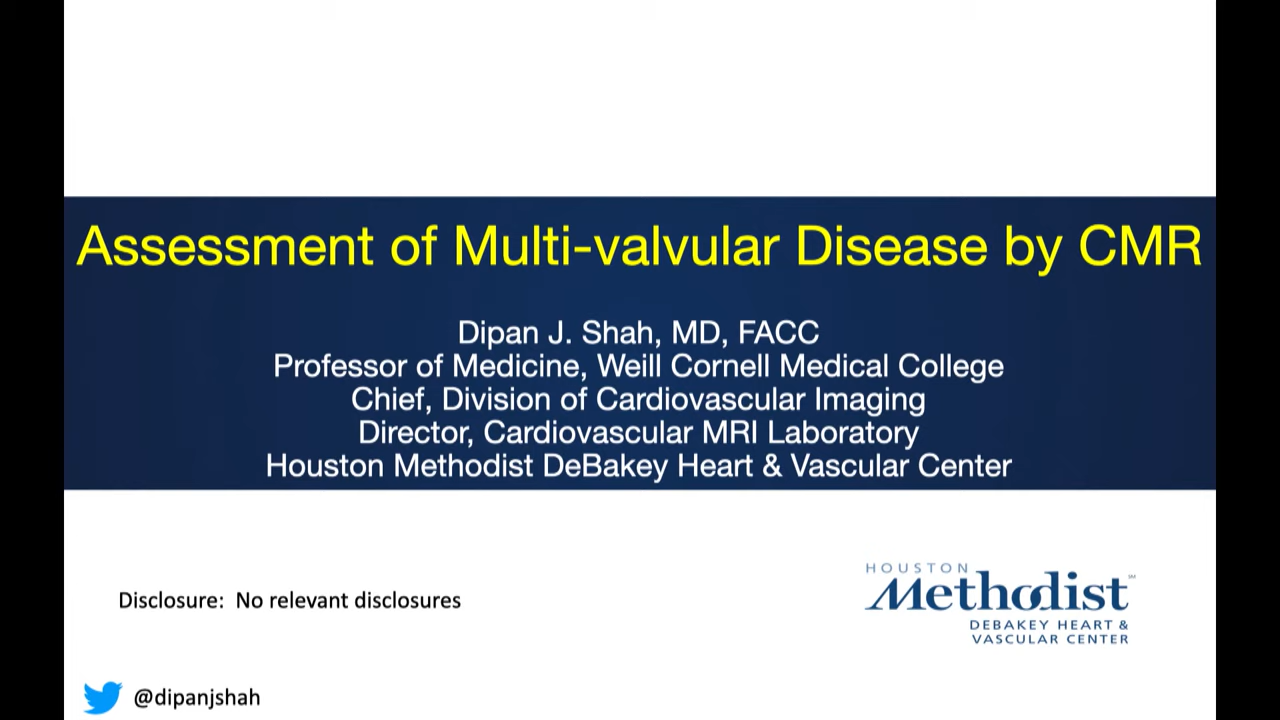 Assessment of Multi-valvular Disease by CMR
Dipan J. Shah, MD, FACC
Professor of Medicine, Weill Cornell Medical College
Chief, Division of Cardiovascular Imaging
Director, Cardiovascular MRI Laboratory
Houston Methodist DeBakey Heart & Vascular Center
Disclosure: No relevant disclosures
HOUSTON
Methodist℠
DEBAKEY HEART &
VASCULAR CENTER
@dipanjshah